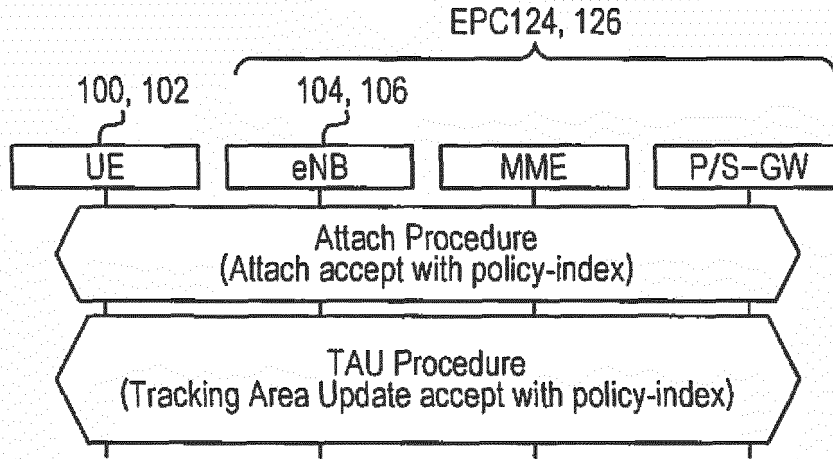 EPC124, 126
100, 102
104, 106
UE
eNB
MME
P/S-GW
Attach Procedure
(Attach accept with policy-index)
TAU Procedure
(Tracking Area Update accept with policy-index)